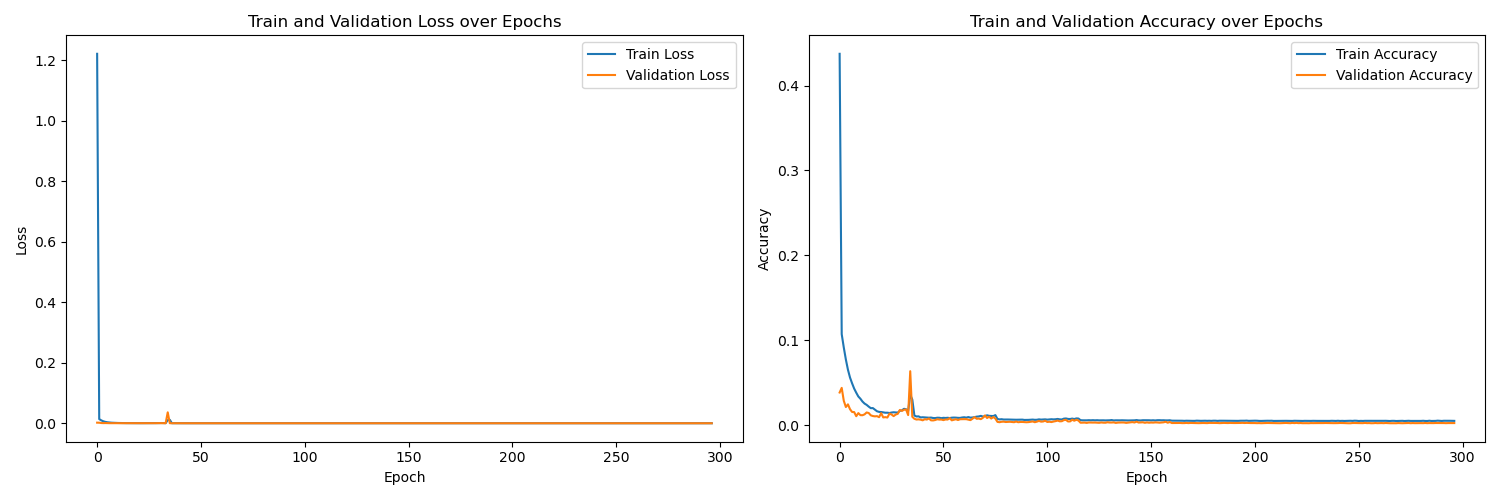 Train and Validation Loss over Epochs
1.2
1.0
0.8
0.6
0.4
0.2
0.0
Loss
Train Loss
Validation Loss
0 50 100 150 200 250 300
Epoch
Train and Validation Accuracy over Epochs
0.4
0.3
0.2
0.1
0.0
Accuracy
Train Accuracy
Validation Accuracy
0 50 100 150 200 250 300
Epoch